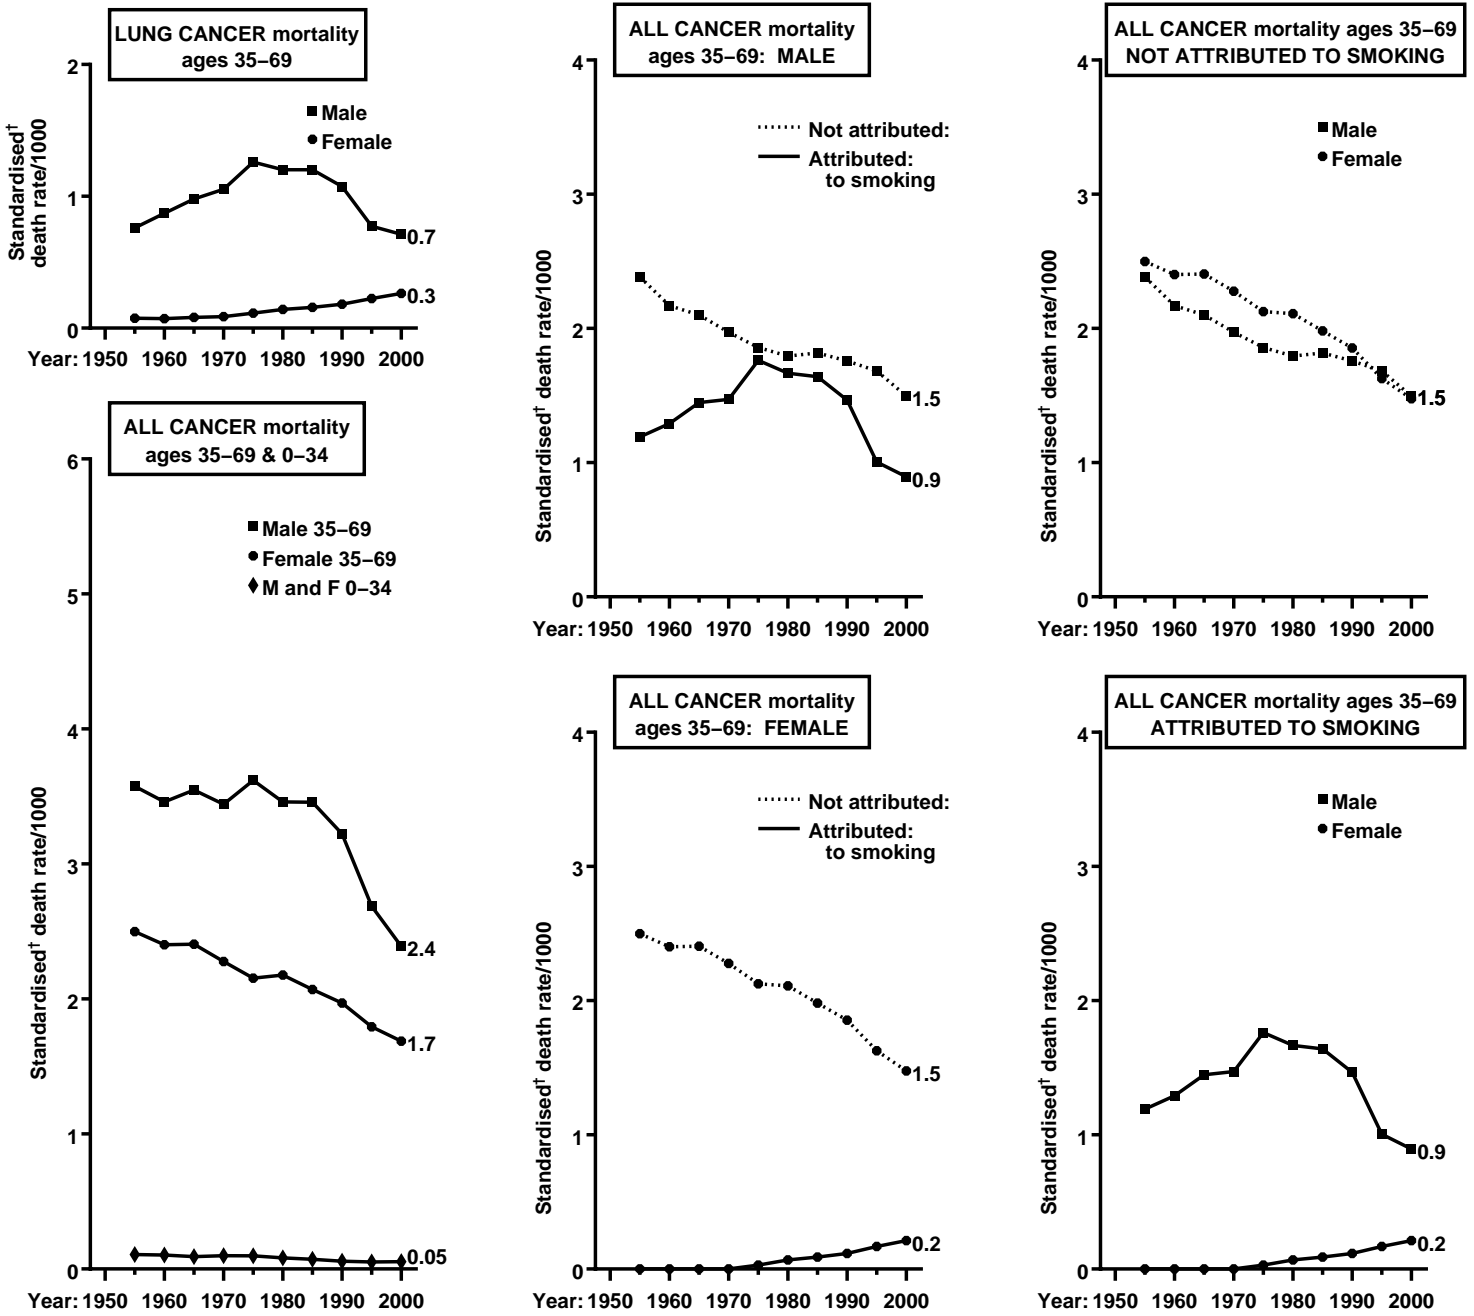 LUNG CANCER mortality
ages 35–69
2
1
0
Standardised†
death rate/1000
Male
Female
0.7
0.3
Year: 1950 1960 1970 1980 1990 2000
ALL CANCER mortality
ages 35–69 & 0–34
6
5
4
3
2
1
0
Standardised† death rate/1000
Male 35–69
Female 35–69
M and F 0–34
2.4
1.7
0.05
Year: 1950 1960 1970 1980 1990 2000
ALL CANCER mortality
ages 35–69: MALE
4
3
2
1
0
Standardised† death rate/1000
Not attributed:
Attributed:
to smoking
1.5
0.9
Year: 1950 1960 1970 1980 1990 2000
ALL CANCER mortality
ages 35–69: FEMALE
4
3
2
1
0
Standardised† death rate/1000
Not attributed:
Attributed:
to smoking
1.5
0.2
Year: 1950 1960 1970 1980 1990 2000
ALL CANCER mortality ages 35–69
NOT ATTRIBUTED TO SMOKING
4
3
2
1
0
Standardised† death rate/1000
Male
Female
1.5
Year: 1950 1960 1970 1980 1990 2000
ALL CANCER mortality ages 35–69
ATTRIBUTED TO SMOKING
4
3
2
1
0
Standardised† death rate/1000
Male
Female
0.9
0.2
Year: 1950 1960 1970 1980 1990 2000